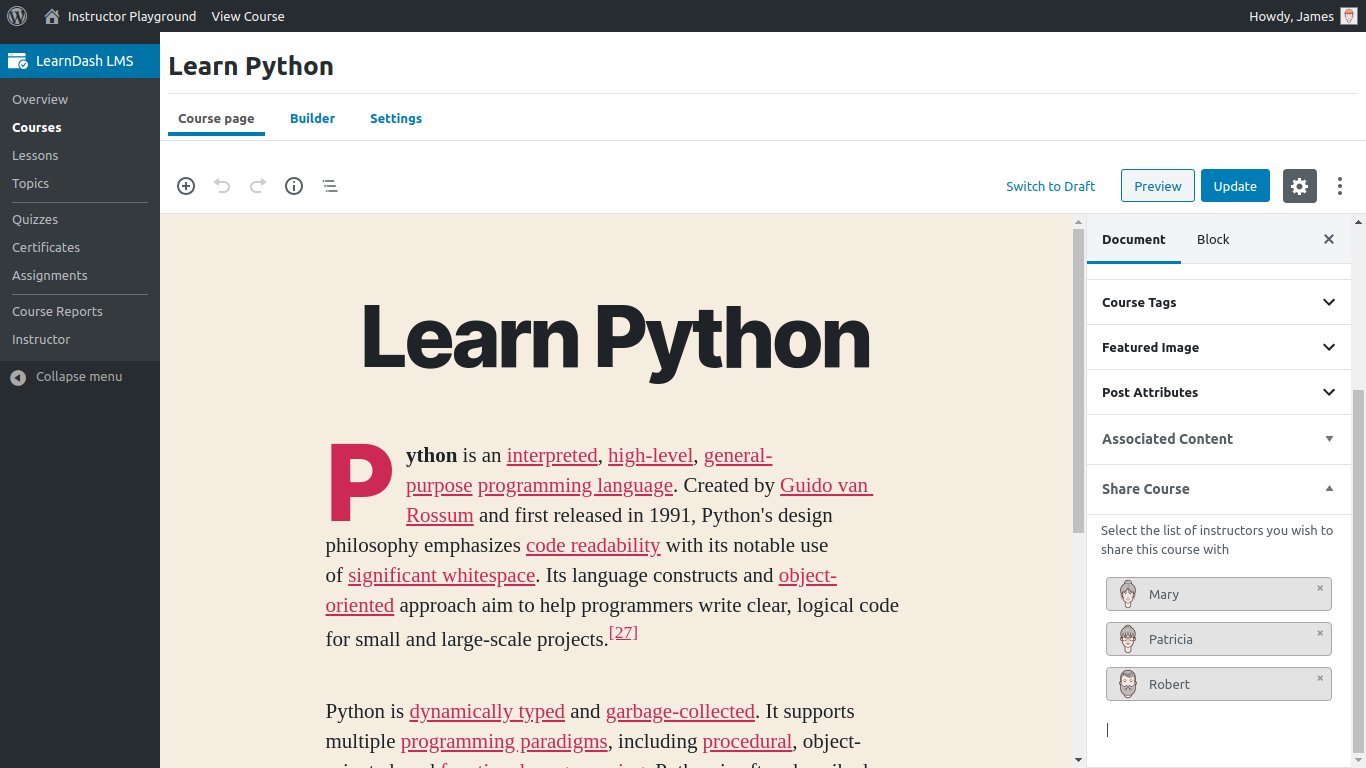 Instructor Playground View Course Howdy, James
LearnDash LMS
Overview
Courses
Lessons
Topics
Quizzes
Certificates
Assignments
Course Reports
Instructor
Collapse menu
Learn Python
Course page Builder Settings
Switch to Draft Preview Update
Learn Python
Python is an interpreted, high-level, general-
purpose programming language. Created by Guido van
Rossum and first released in 1991, Python's design
philosophy emphasizes code readability with its notable use
of significant whitespace. Its language constructs and object-
oriented approach aim to help programmers write clear, logical code
for small and large-scale projects.[27]
Python is dynamically typed and garbage-collected. It supports
multiple programming paradigms, including procedural, object-
Document Block ×
Course Tags
Featured Image
Post Attributes
Associated Content
Share Course
Select the list of instructors you wish to
share this course with
Mary ×
Patricia ×
Robert ×